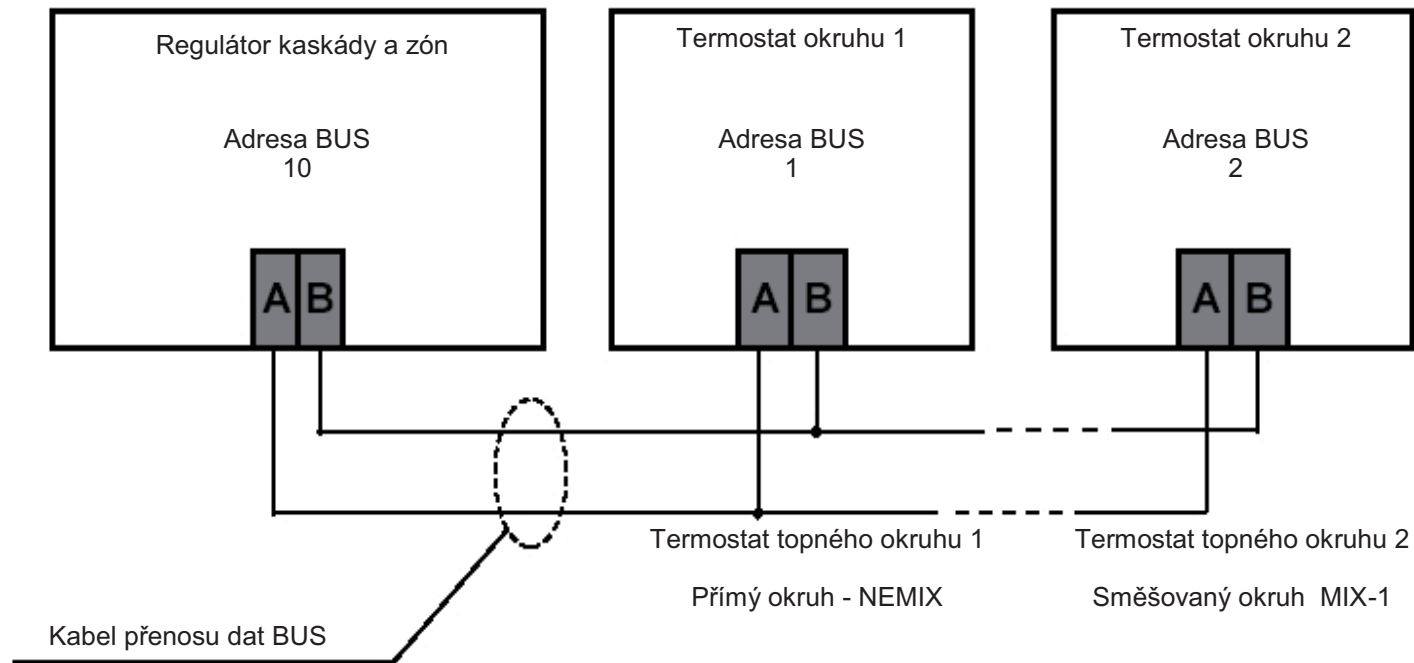 Regulátor kaskády a zón
Adresa BUS
10
A B
Termostat okruhu 1
Adresa BUS
1
A B
Termostat okruhu 2
Adresa BUS
2
A B
Termostat topného okruhu 1
Přímý okruh - NEMIX
Termostat topného okruhu 2
Směšovaný okruh MIX-1
Kabel přenosu dat BUS